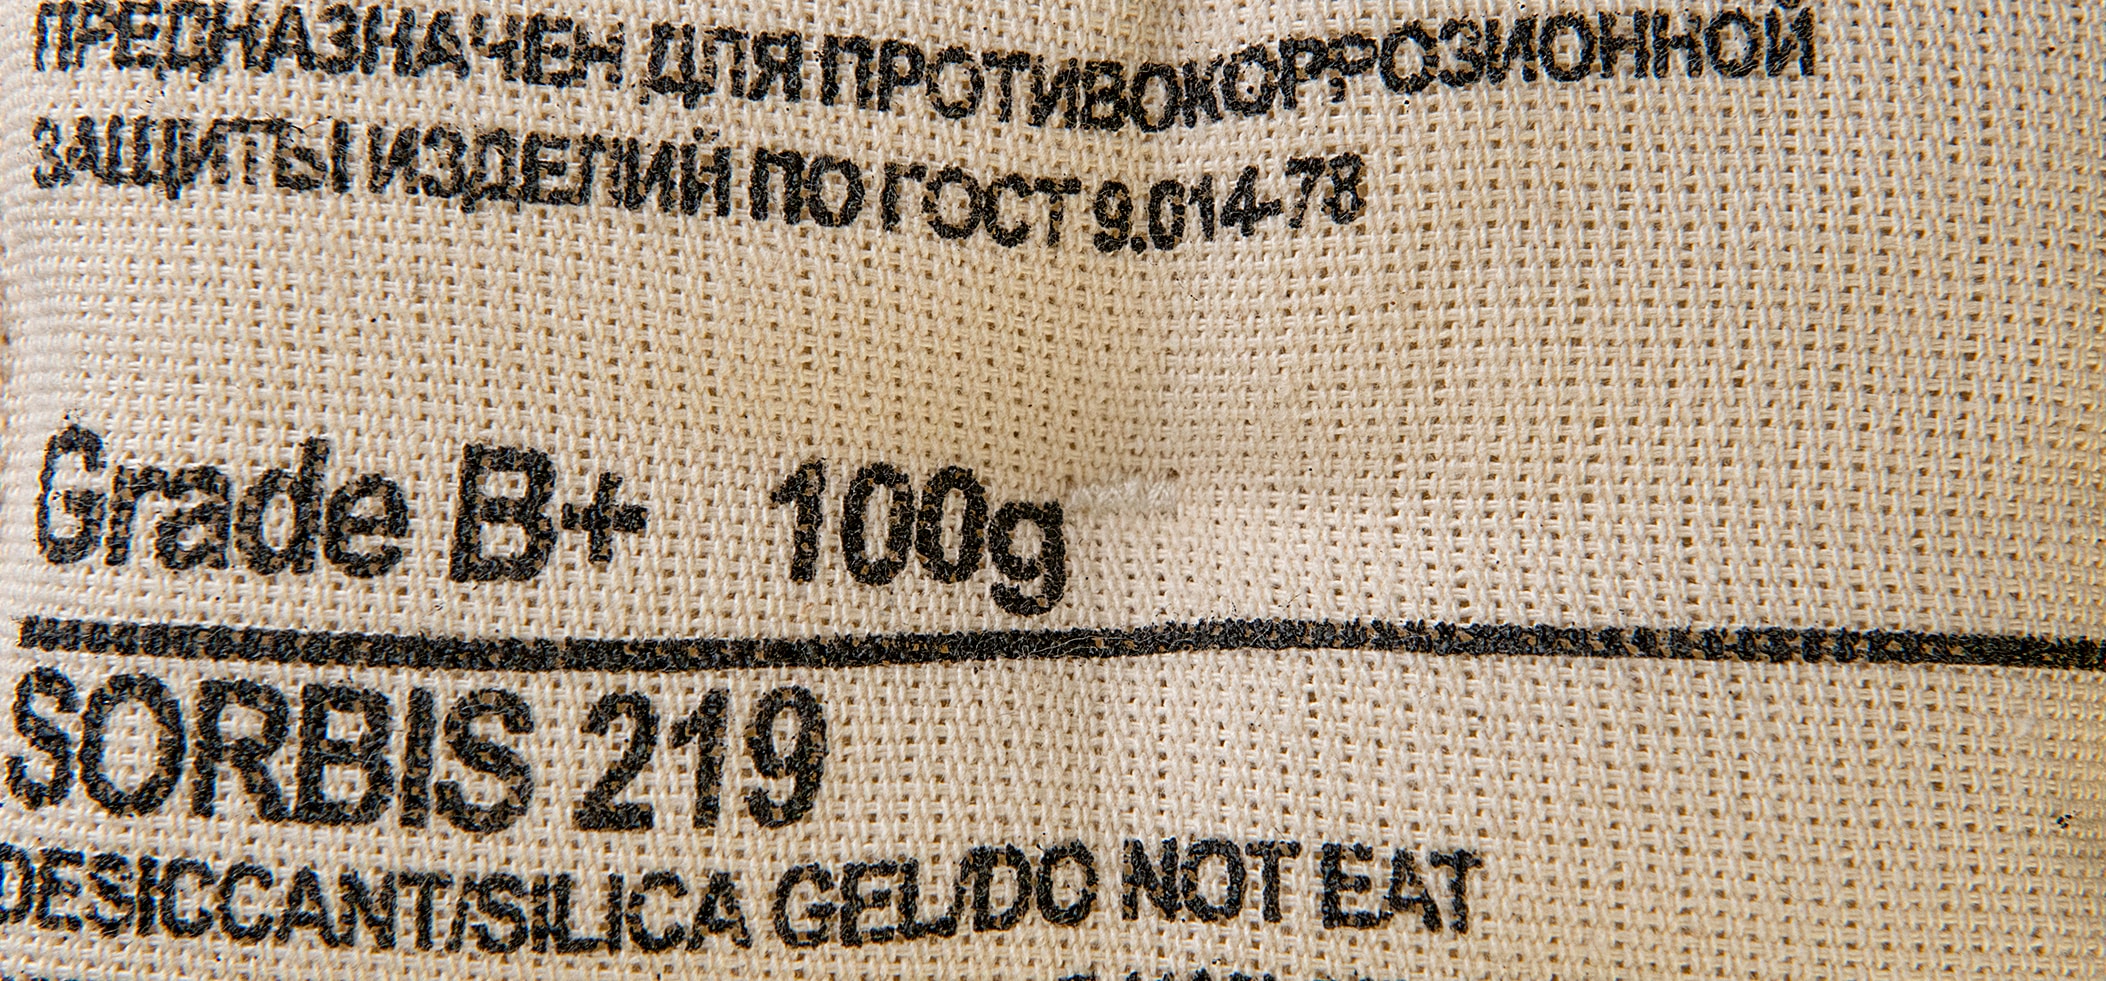 ПРЕДНАЗНАЧЕН ДЛЯ ПРОТИВОКОРРОЗИОННОЙ
ЗАЩИТЫ ИЗДЕЛИЙ ПО ГОСТ 9.014-78
Grade B+ 100g
SORBIS 219
DESICCANT/SILICA GEL/DO NOT EAT